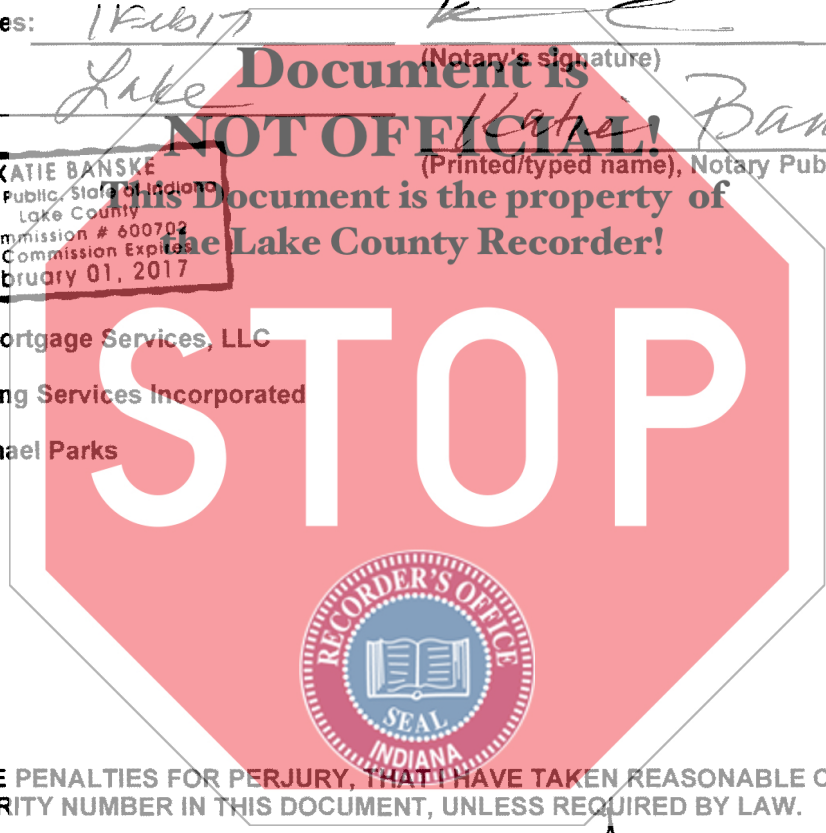 es: 1Feb17
(Notary's signature)
Document is
Lake
Katie Ban
NOT OFFICIAL!
(Printed/typed name), Notary Pub
KATIE BANSKE
Public, State of Indiana
Lake County
mmission # 600702
Commission Expires
bruary 01, 2017
This Document is the property of
the Lake County Recorder!
ortgage Services, LLC
ng Services Incorporated
ael Parks
STOP
RECORDER'S OFFICE
SEAL
INDIANA
E PENALTIES FOR PERJURY, THAT I HAVE TAKEN REASONABLE C
RITY NUMBER IN THIS DOCUMENT, UNLESS REQUIRED BY LAW.